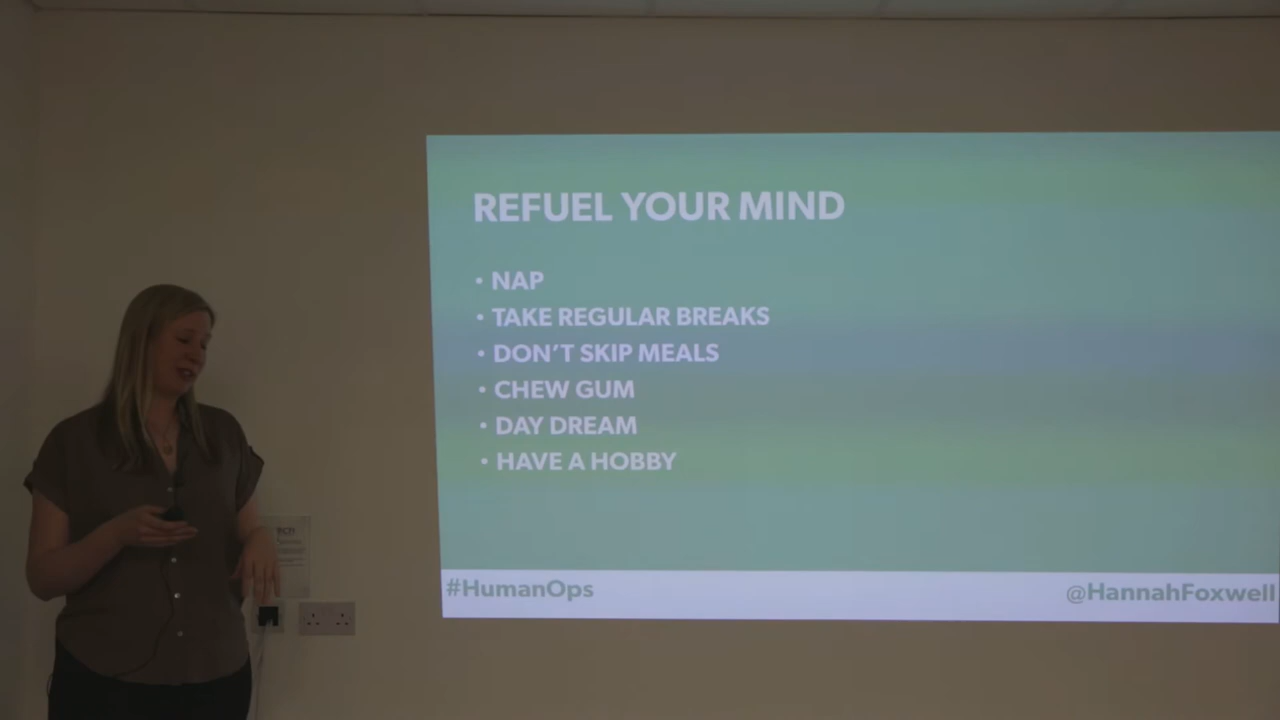 REFUEL YOUR MIND
• NAP
• TAKE REGULAR BREAKS
• DON'T SKIP MEALS
• CHEW GUM
• DAY DREAM
• HAVE A HOBBY
#HumanOps
@HannahFoxwell